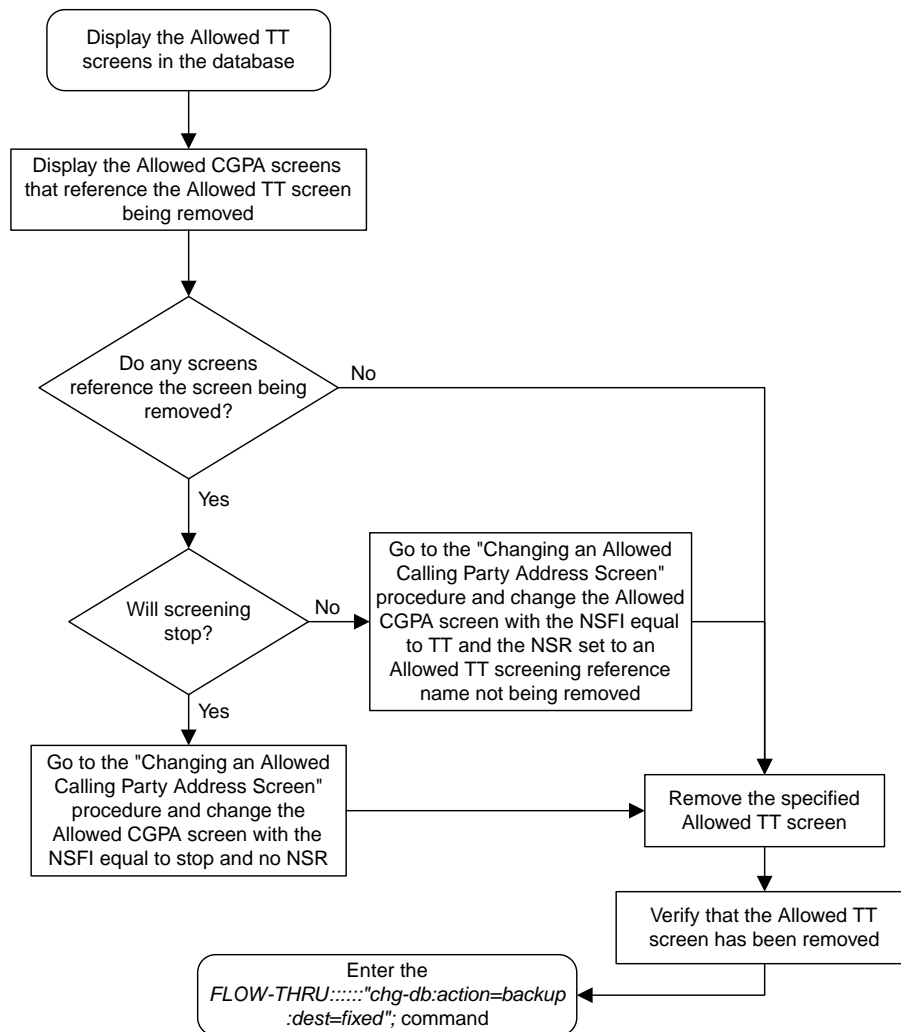 Display the Allowed TT
screens in the database
Display the Allowed CGPA screens
that reference the Allowed TT screen
being removed
Do any screens
reference the screen being
removed?
No
Yes
Will screening
stop?
No
Go to the "Changing an Allowed
Calling Party Address Screen"
procedure and change the Allowed
CGPA screen with the NSFI equal
to TT and the NSR set to an
Allowed TT screening reference
name not being removed
Yes
Go to the "Changing an Allowed
Calling Party Address Screen"
procedure and change the
Allowed CGPA screen with the
NSFI equal to stop and no NSR
Remove the specified
Allowed TT screen
Verify that the Allowed TT
screen has been removed
Enter the
FLOW-THRU::::::"chg-db:action=backup
:dest=fixed"; command